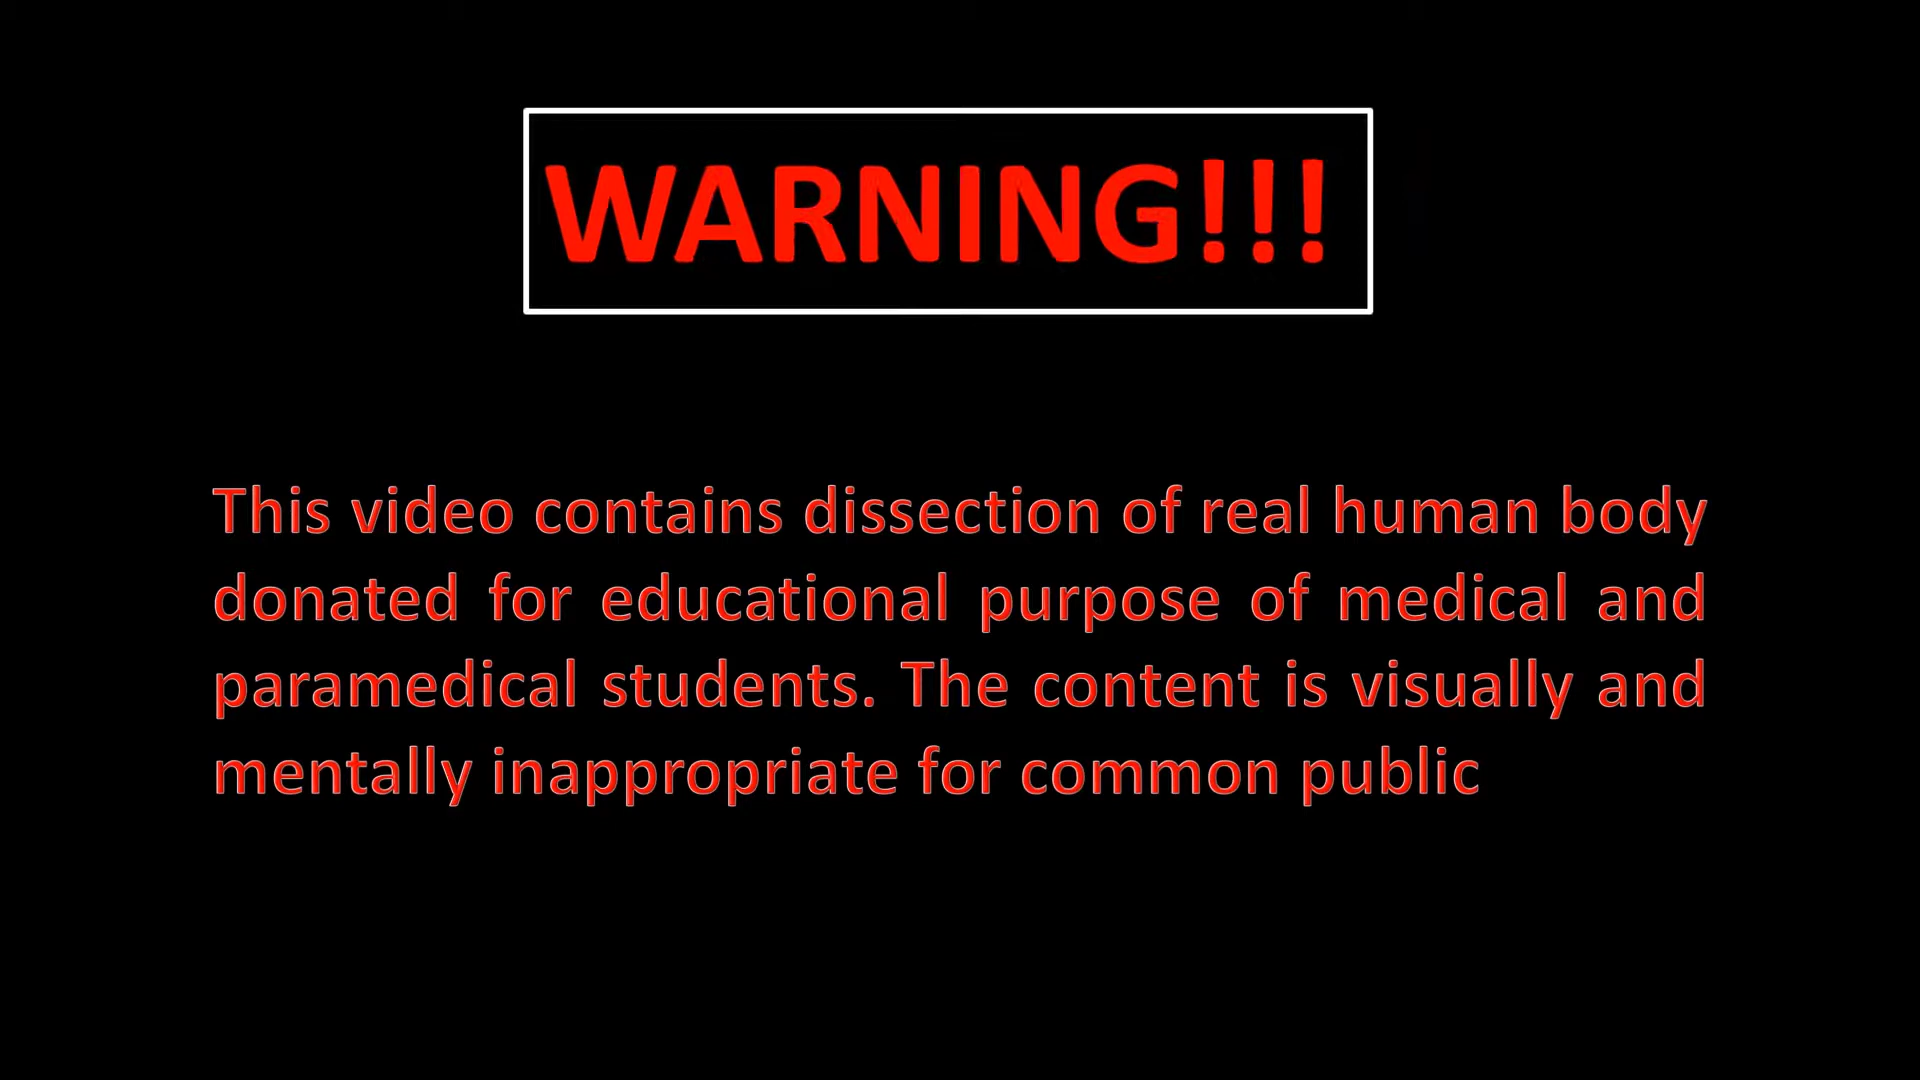 WARNING!!!
This video contains dissection of real human body
donated for educational purpose of medical and
paramedical students. The content is visually and
mentally inappropriate for common public